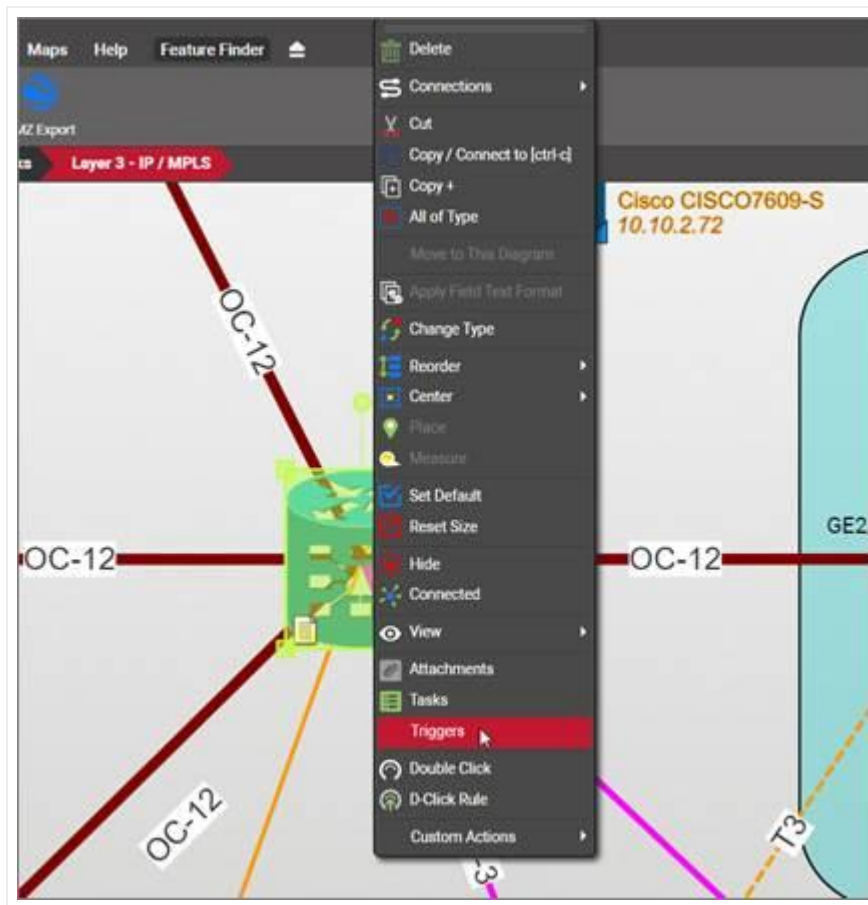 Maps Help Feature Finder
MZ Export
ks Layer 3 - IP / MPLS
Delete
Connections
Cut
Copy / Connect to [ctrl-c]
Copy +
All of Type
Move to This Diagram
Apply Field Text Format
Change Type
Reorder
Center
Place
Measure
Set Default
Reset Size
Hide
Connected
View
Attachments
Tasks
Triggers
Double Click
D-Click Rule
Custom Actions
Cisco CISCO7609-S
10.10.2.72
OC-12
OC-12
OC-12
GE2
OC-12
T3
-3